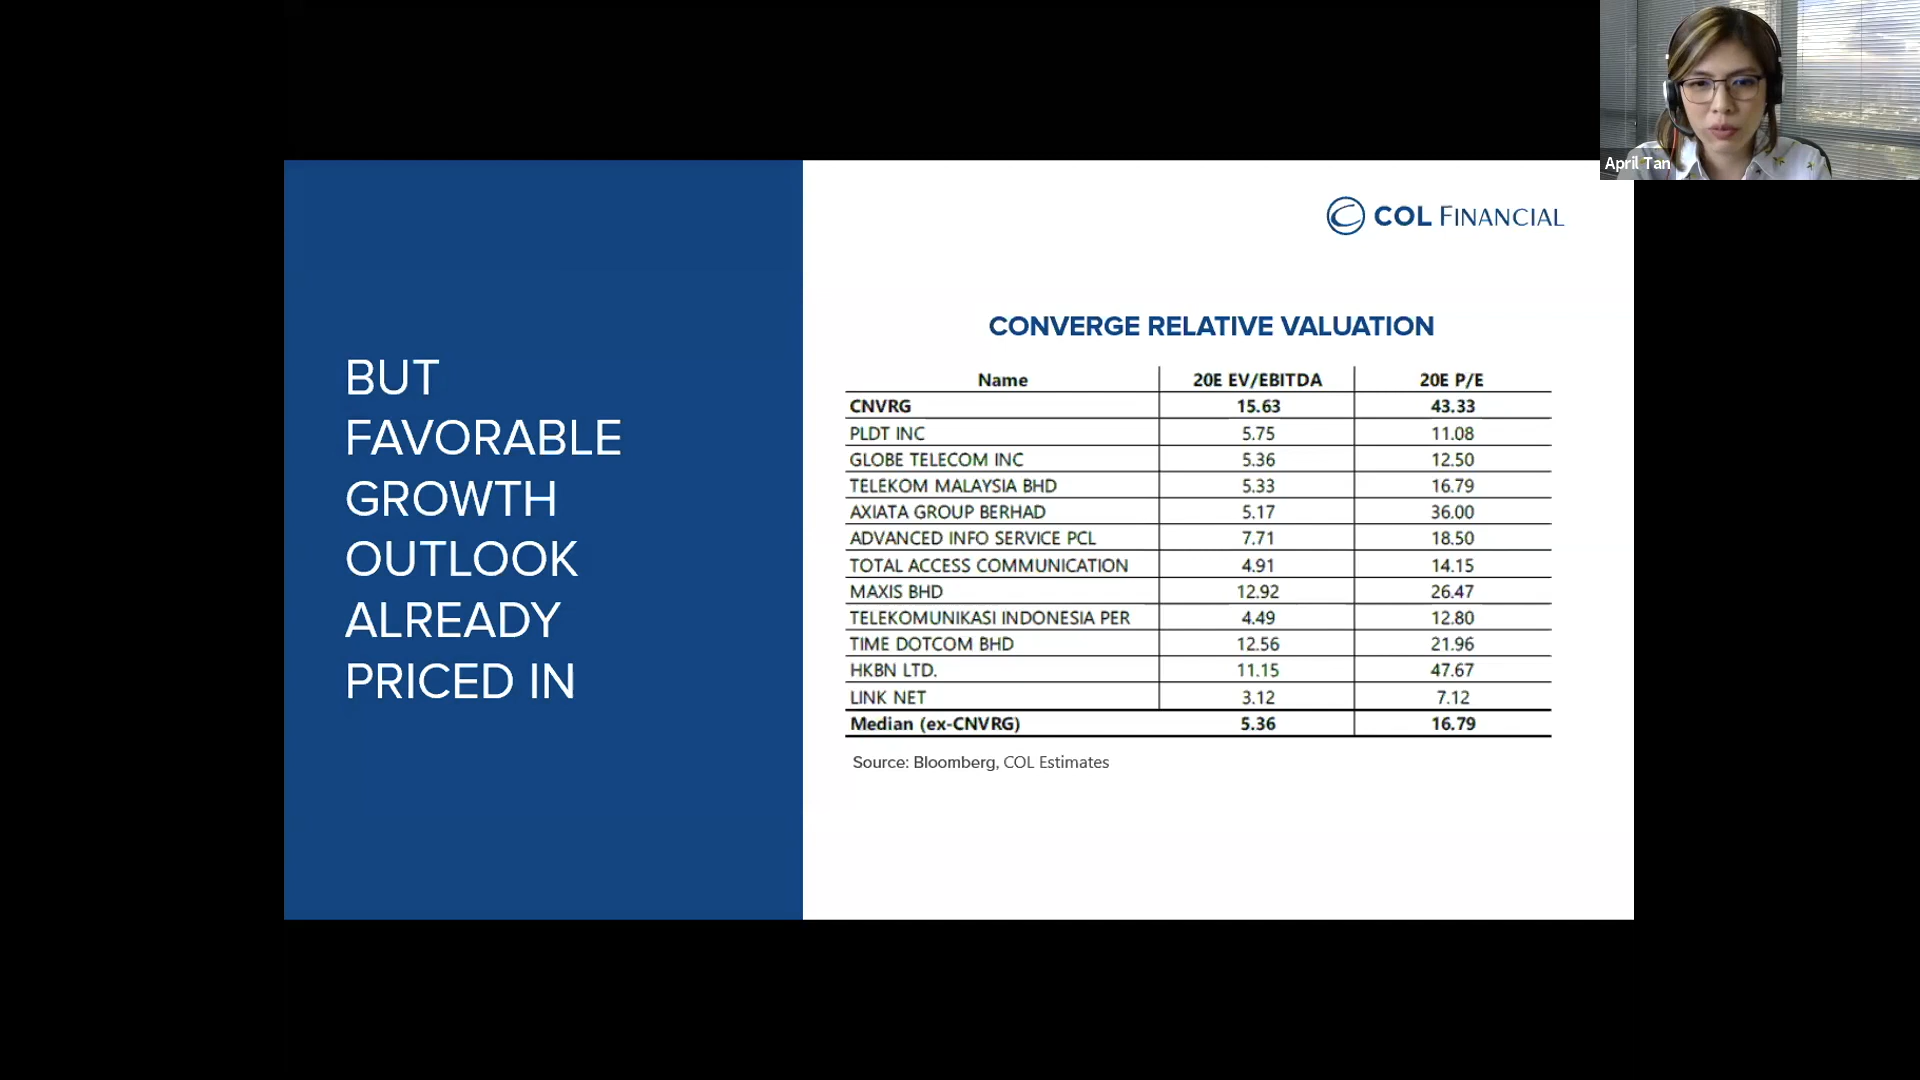 April Tan
COL FINANCIAL
BUT
FAVORABLE
GROWTH
OUTLOOK
ALREADY
PRICED IN
CONVERGE RELATIVE VALUATION
Name 20E EV/EBITDA 20E P/E
CNVRG 15.63 43.33
PLDT INC 5.75 11.08
GLOBE TELECOM INC 5.36 12.50
TELEKOM MALAYSIA BHD 5.33 16.79
AXIATA GROUP BERHAD 5.17 36.00
ADVANCED INFO SERVICE PCL 7.71 18.50
TOTAL ACCESS COMMUNICATION 4.91 14.15
MAXIS BHD 12.92 26.47
TELEKOMUNIKASI INDONESIA PER 4.49 12.80
TIME DOTCOM BHD 12.56 21.96
HKBN LTD. 11.15 47.67
LINK NET 3.12 7.12
Median (ex-CNVRG) 5.36 16.79
Source: Bloomberg, COL Estimates